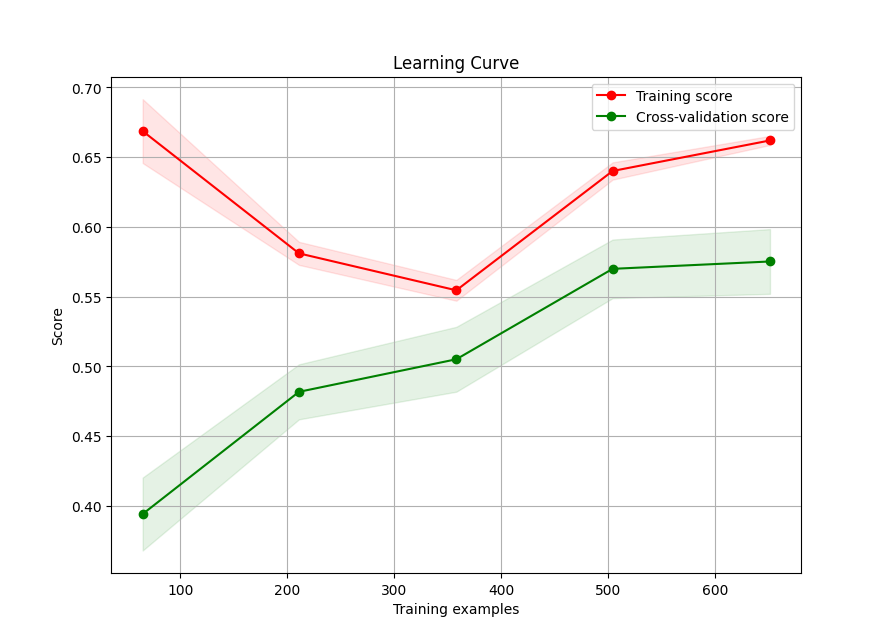 Learning Curve
Training score
Cross-validation score
0.70
0.65
0.60
0.55
0.50
0.45
0.40
Score
100 200 300 400 500 600
Training examples